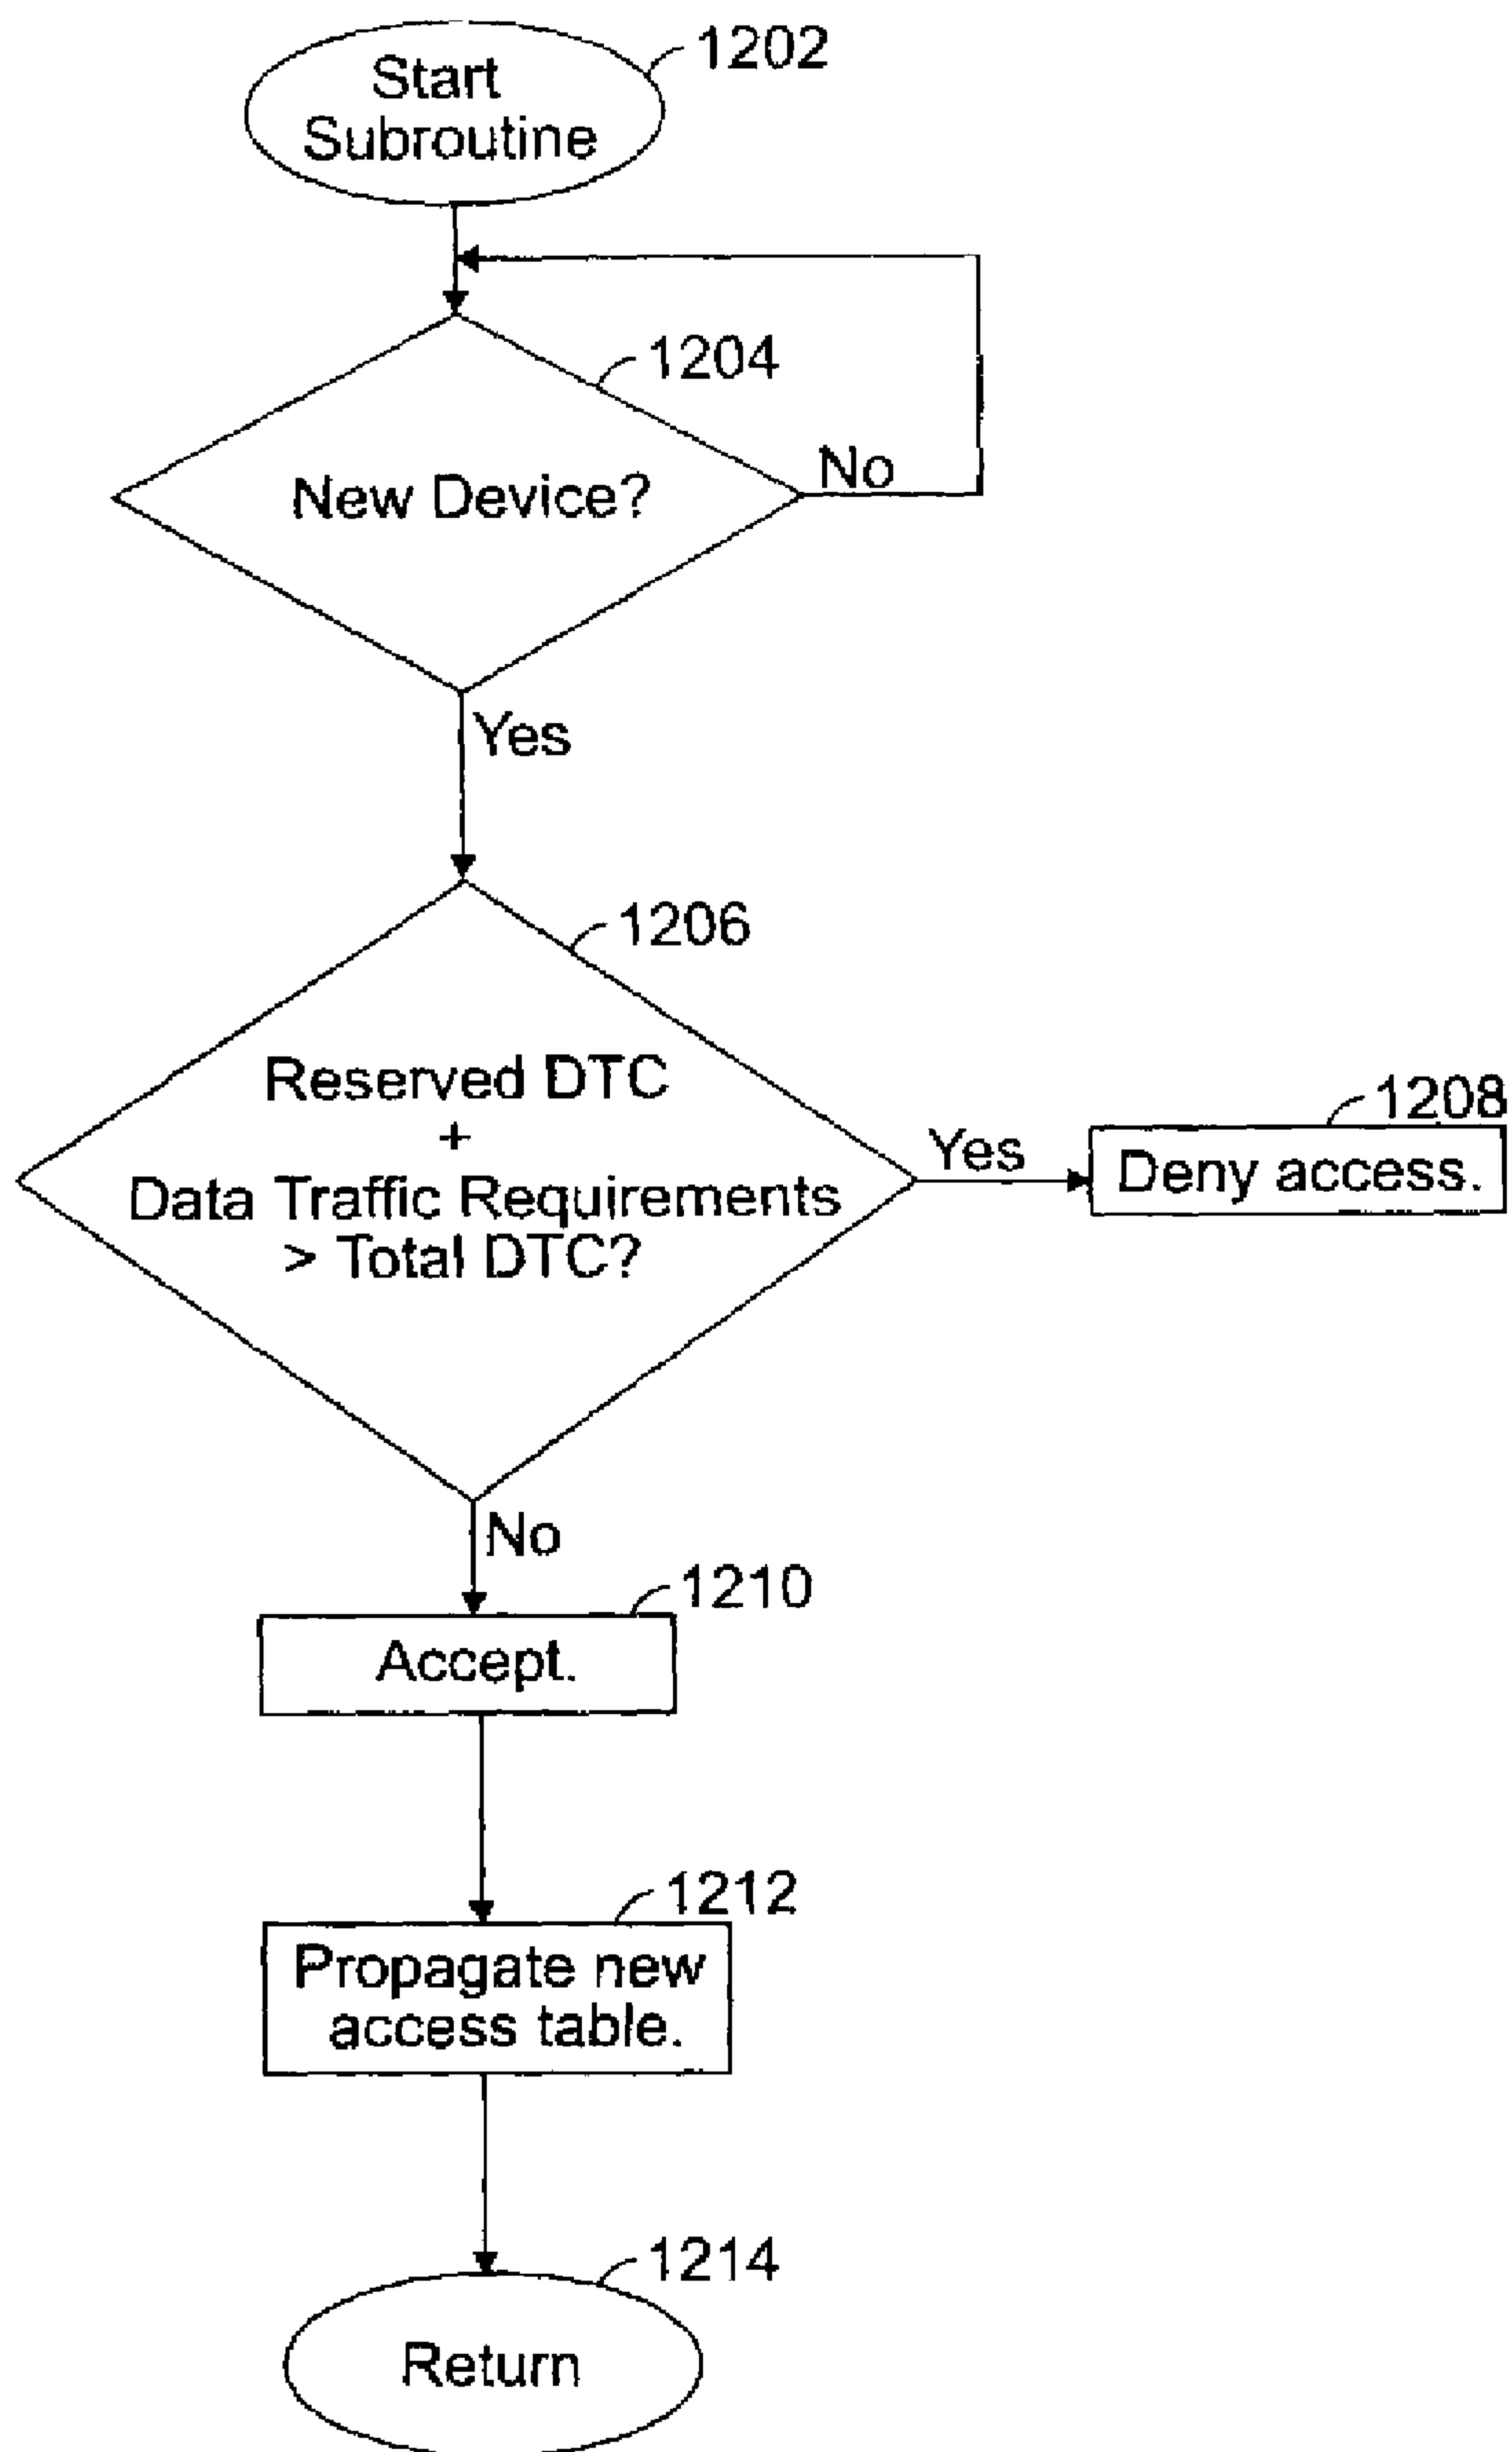 1202
Start
Subroutine
1204
New Device?
No
Yes
1206
Reserved DTC
+
Data Traffic Requirements
> Total DTC?
Yes
1208
Deny access.
No
1210
Accept.
1212
Propagate new
access table.
1214
Return